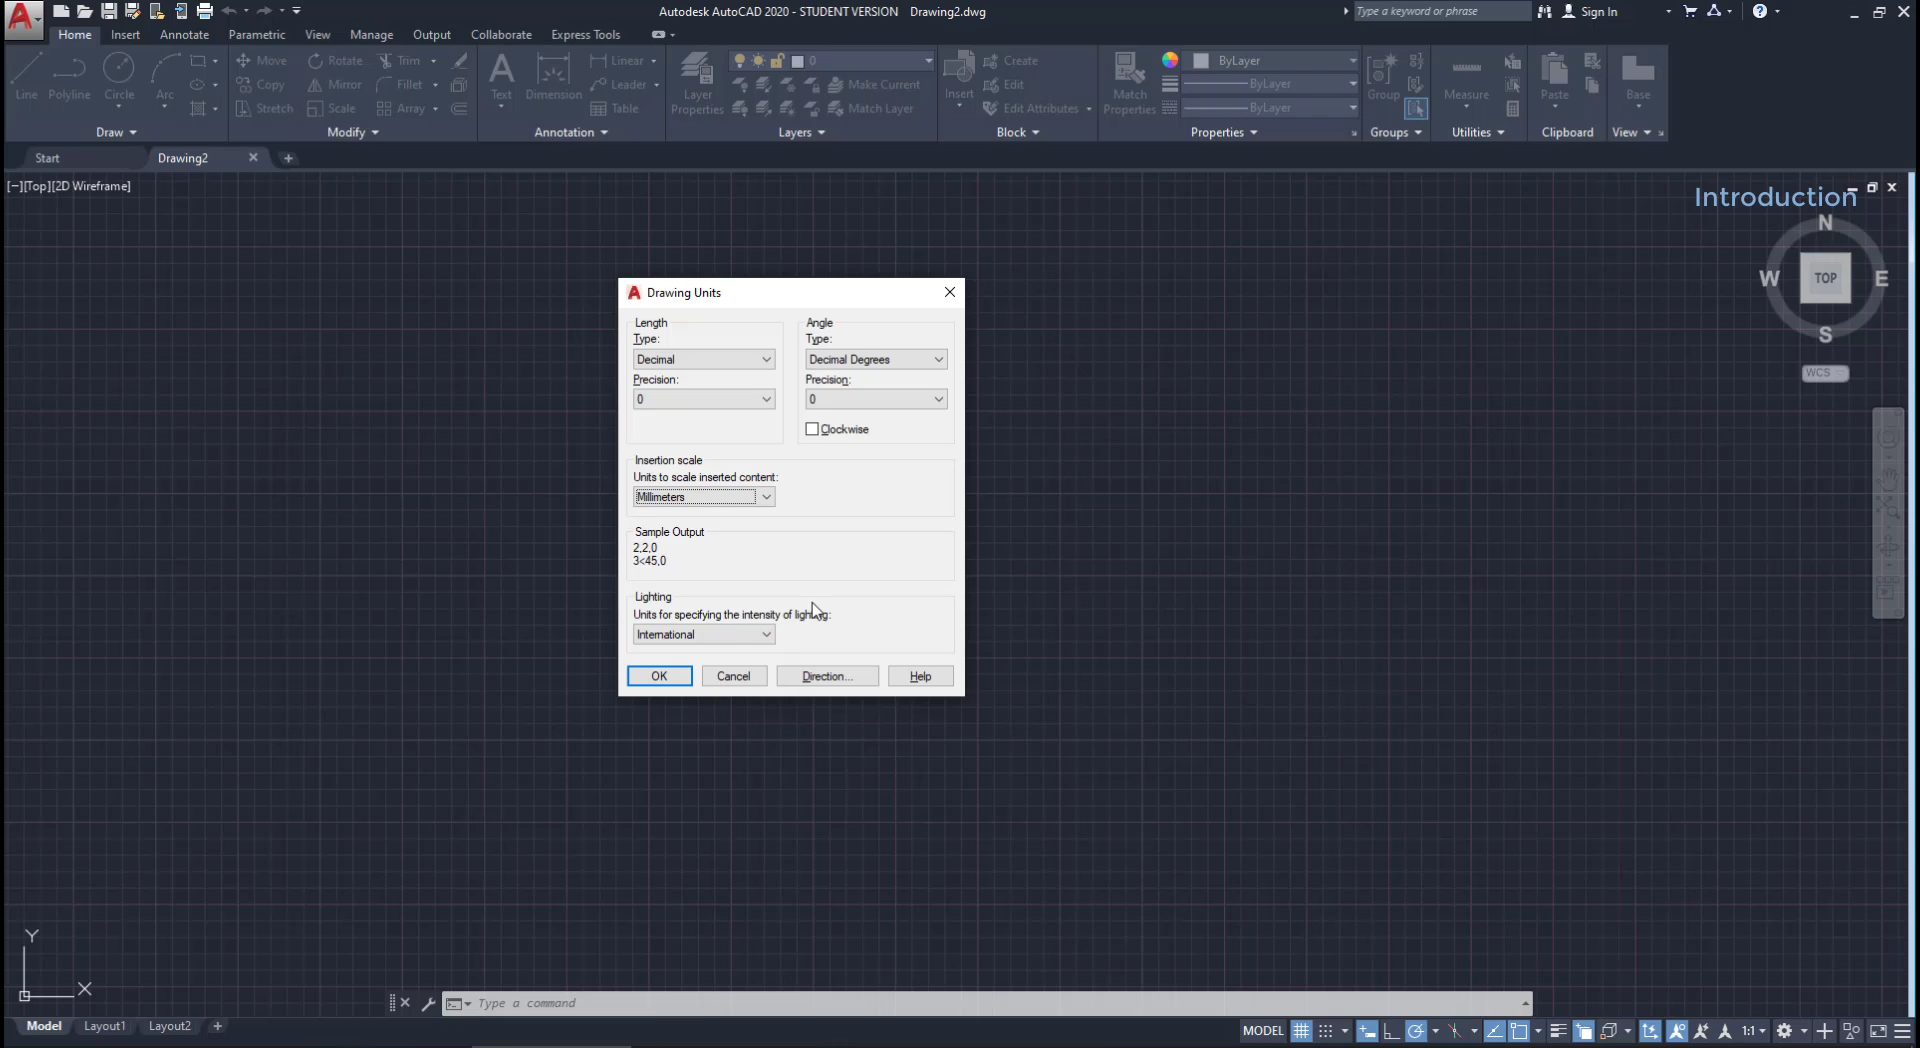 Autodesk AutoCAD 2020 - STUDENT VERSION Drawing2.dwg
Type a keyword or phrase
Sign In
Home Insert Annotate Parametric View Manage Output Collaborate Express Tools
Line Polyline Circle Arc
Move Rotate Trim
Copy Mirror Fillet
Stretch Scale Array
Text Dimension
Linear
Leader
Table
Layer Properties
0
Make Current
Match Layer
Insert
Create
Edit
Edit Attributes
Match Properties
ByLayer
ByLayer
ByLayer
Group
Measure
Paste
Base
Draw Modify Annotation Layers Block Properties Groups Utilities Clipboard View
Start Drawing2
[−][Top][2D Wireframe]
Introduction
N
W TOP E
S
WCS
Drawing Units
Length
Type:
Decimal
Precision:
0
Angle
Type:
Decimal Degrees
Precision:
0
Clockwise
Insertion scale
Units to scale inserted content:
Millimeters
Sample Output
2,2,0
3<45,0
Lighting
Units for specifying the intensity of lighting:
International
OK Cancel Direction... Help
Y
X
Type a command
Model Layout1 Layout2
MODEL 1:1